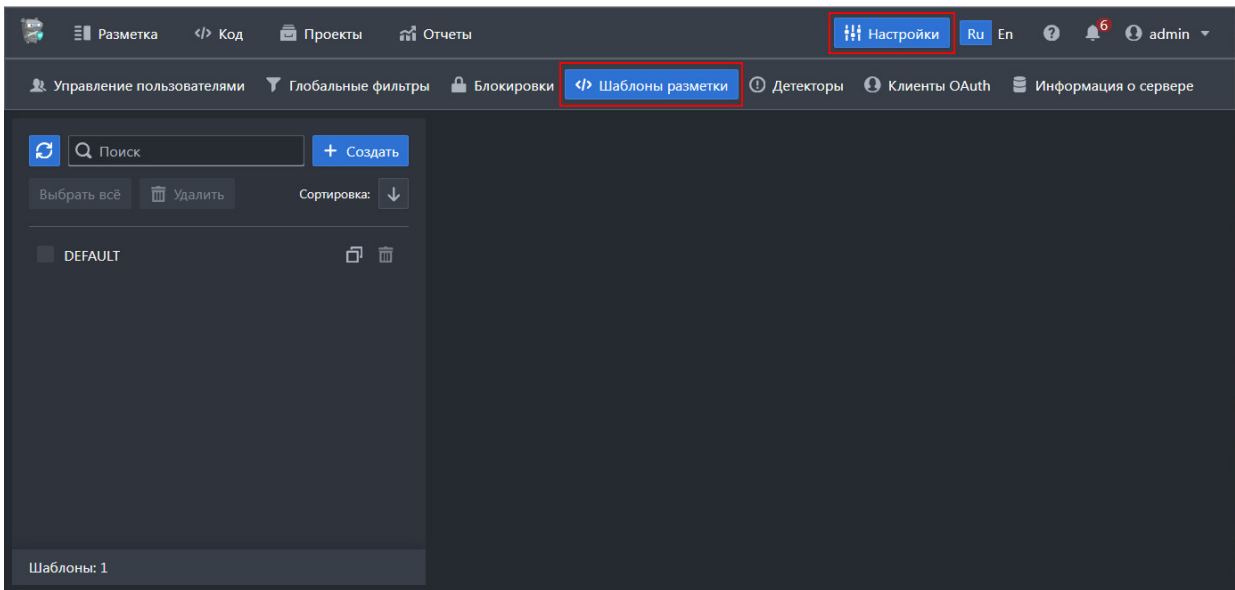 Разметка </> Код Проекты Отчеты Настройки Ru En 6 admin
Управление пользователями Глобальные фильтры Блокировки </> Шаблоны разметки Детекторы Клиенты OAuth Информация о сервере
Поиск + Создать
Выбрать всё Удалить Сортировка:
DEFAULT
Шаблоны: 1